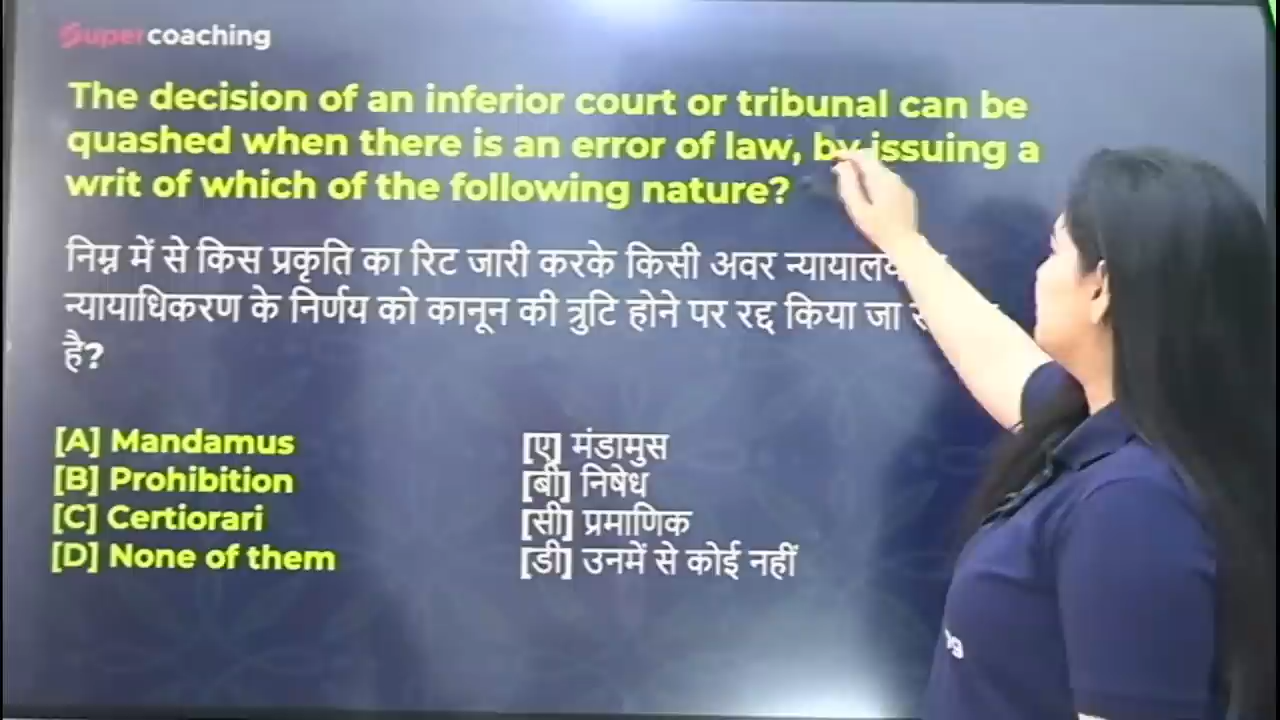 Supercoaching
The decision of an inferior court or tribunal can be
quashed when there is an error of law, by issuing a
writ of which of the following nature?
निम्न में से किस प्रकृति का रिट जारी करके किसी अवर
न्यायाधिकरण के निर्णय को कानून की त्रुटि होने पर रद्द किया जा
है?
[A] Mandamus
[B] Prohibition
[C] Certiorari
[D] None of them
[ए] मंडामुस
[बी] निषेध
[सी] प्रमाणिक
[डी] उनमें से कोई नहीं